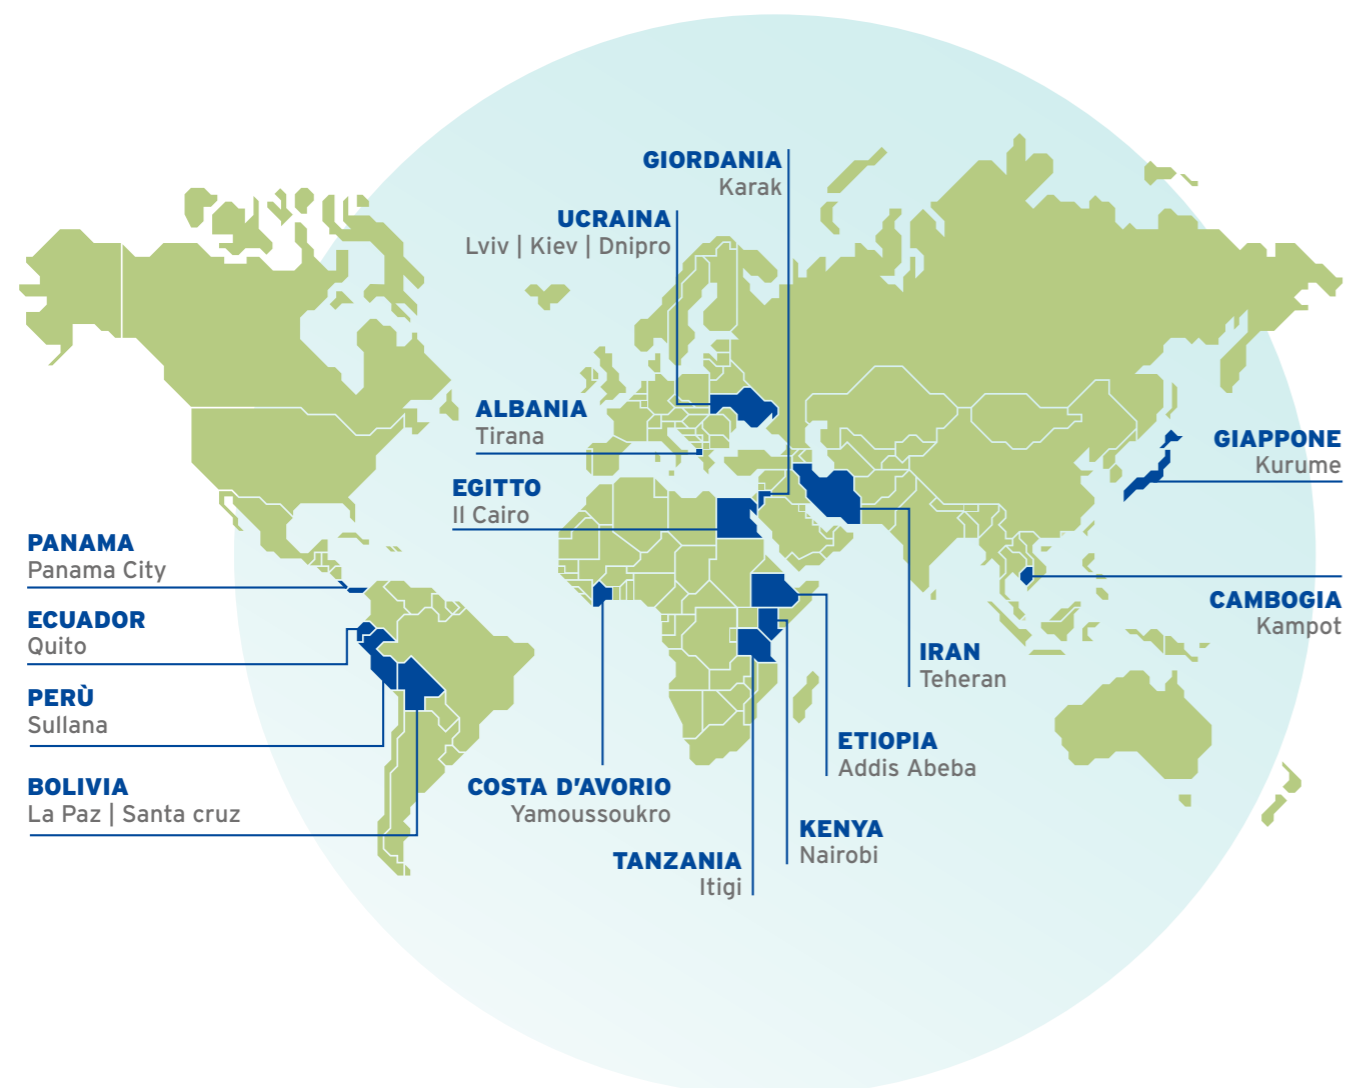 GIORDANIA
Karak
UCRAINA
Lviv | Kiev | Dnipro
ALBANIA
Tirana
GIAPPONE
Kurume
EGITTO
Il Cairo
PANAMA
Panama City
CAMBOGIA
Kampot
ECUADOR
Quito
IRAN
Teheran
PERÙ
Sullana
ETIOPIA
Addis Abeba
BOLIVIA
La Paz | Santa cruz
COSTA D'AVORIO
Yamoussoukro
KENYA
Nairobi
TANZANIA
Itigi